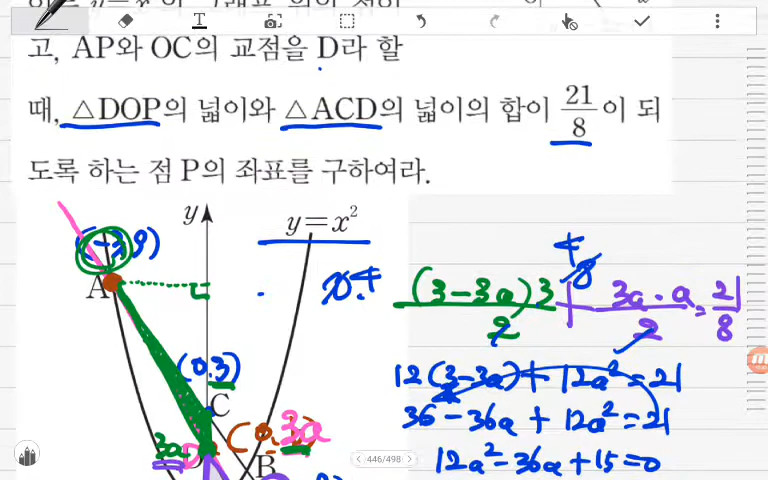 고, AP와 OC의 교점을 D라 할
때, △DOP의 넓이와 △ACD의 넓이의 합이 21/8 이 되
도록 하는 점 P의 좌표를 구하여라.
y y=x²
(-3, 9)
A
(0,3)
C
3a D (0, 3a
B
(3-3a)3/2 + 3a·a/2 = 21/8
12(3-3a) + 12a² = 21
36 - 36a + 12a² = 21
12a² - 36a + 15 = 0
446/498